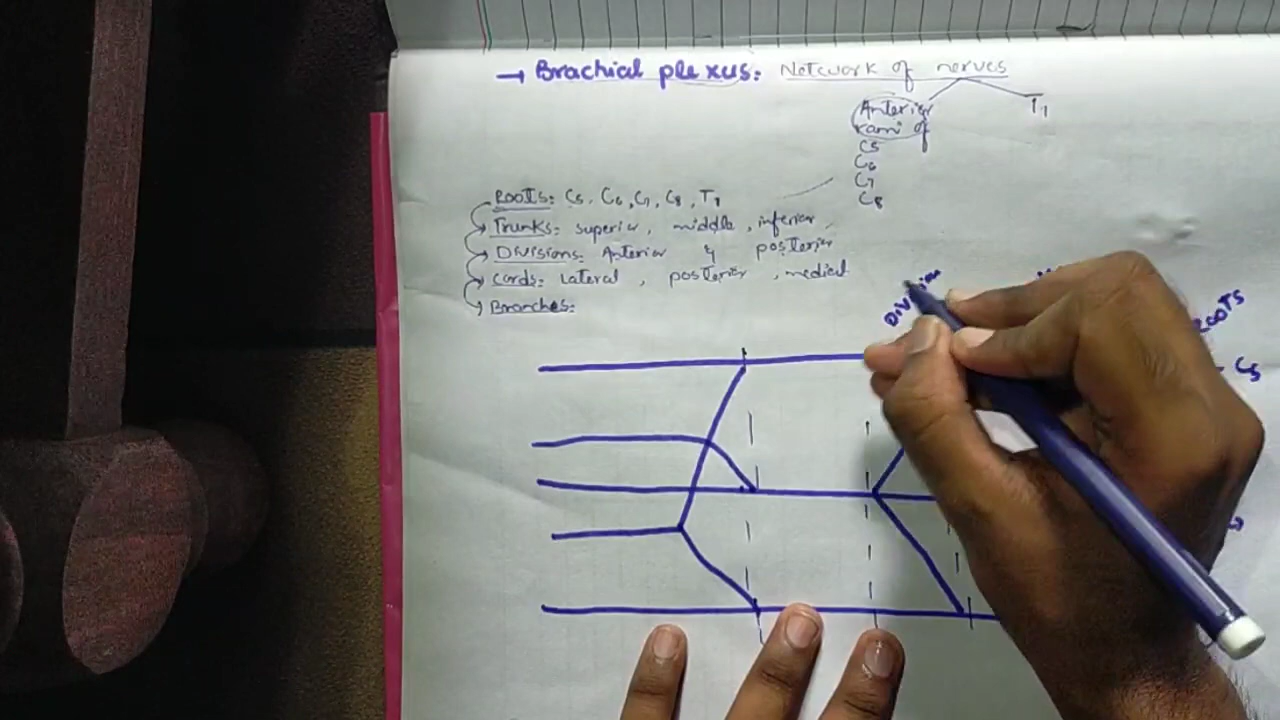 → Brachial plexus: Network of nerves
Anterior
rami of
T1
C5
C6
C7
C8
Roots: C5, C6, C7, C8, T1
Trunks: superior, middle, inferior,
Divisions: Anterior & posterior
Cords: Lateral, posterior, medical
Branches:
Division
Roots
C5